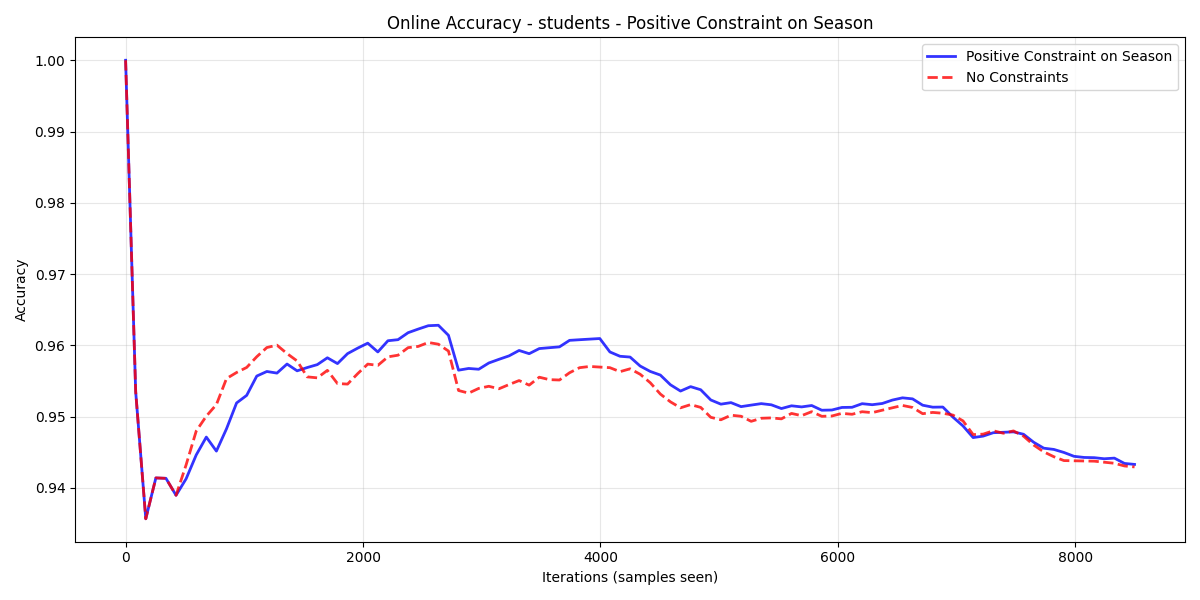 Online Accuracy - students - Positive Constraint on Season
Positive Constraint on Season
No Constraints
1.00
0.99
0.98
0.97
0.96
0.95
0.94
Accuracy
0
2000
4000
6000
8000
Iterations (samples seen)